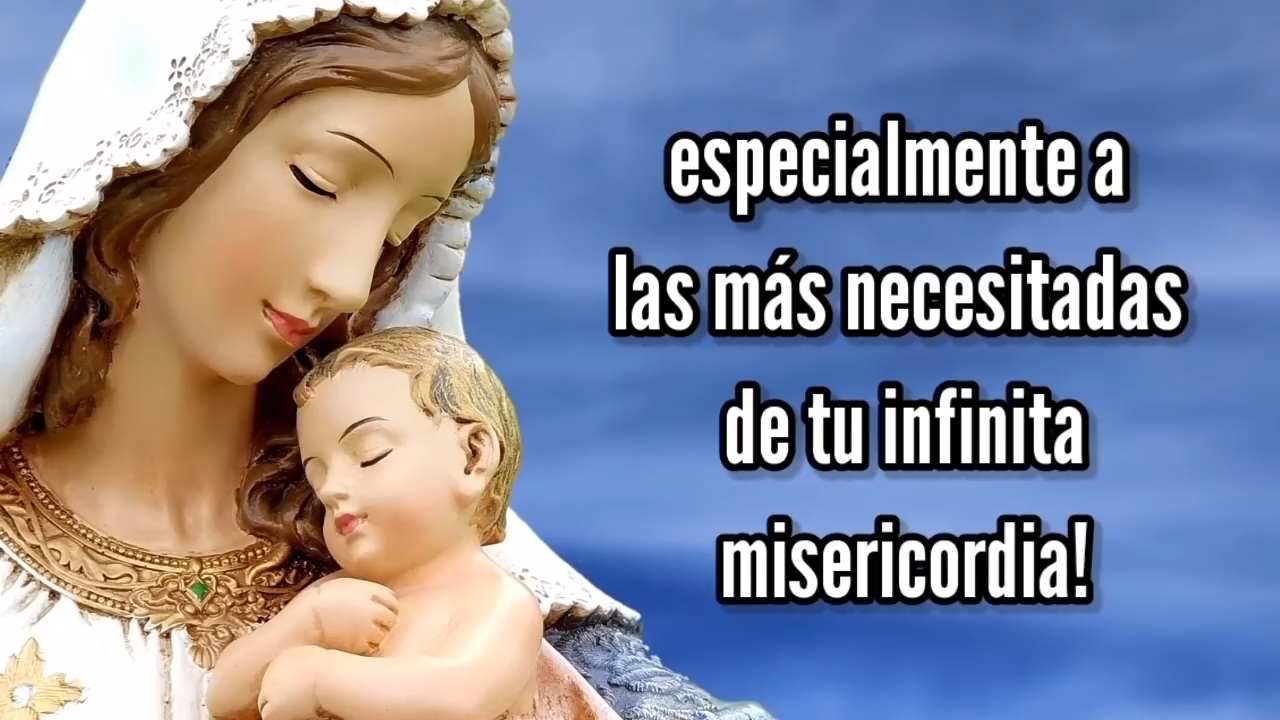 especialmente a
las más necesitadas
de tu infinita
misericordia!